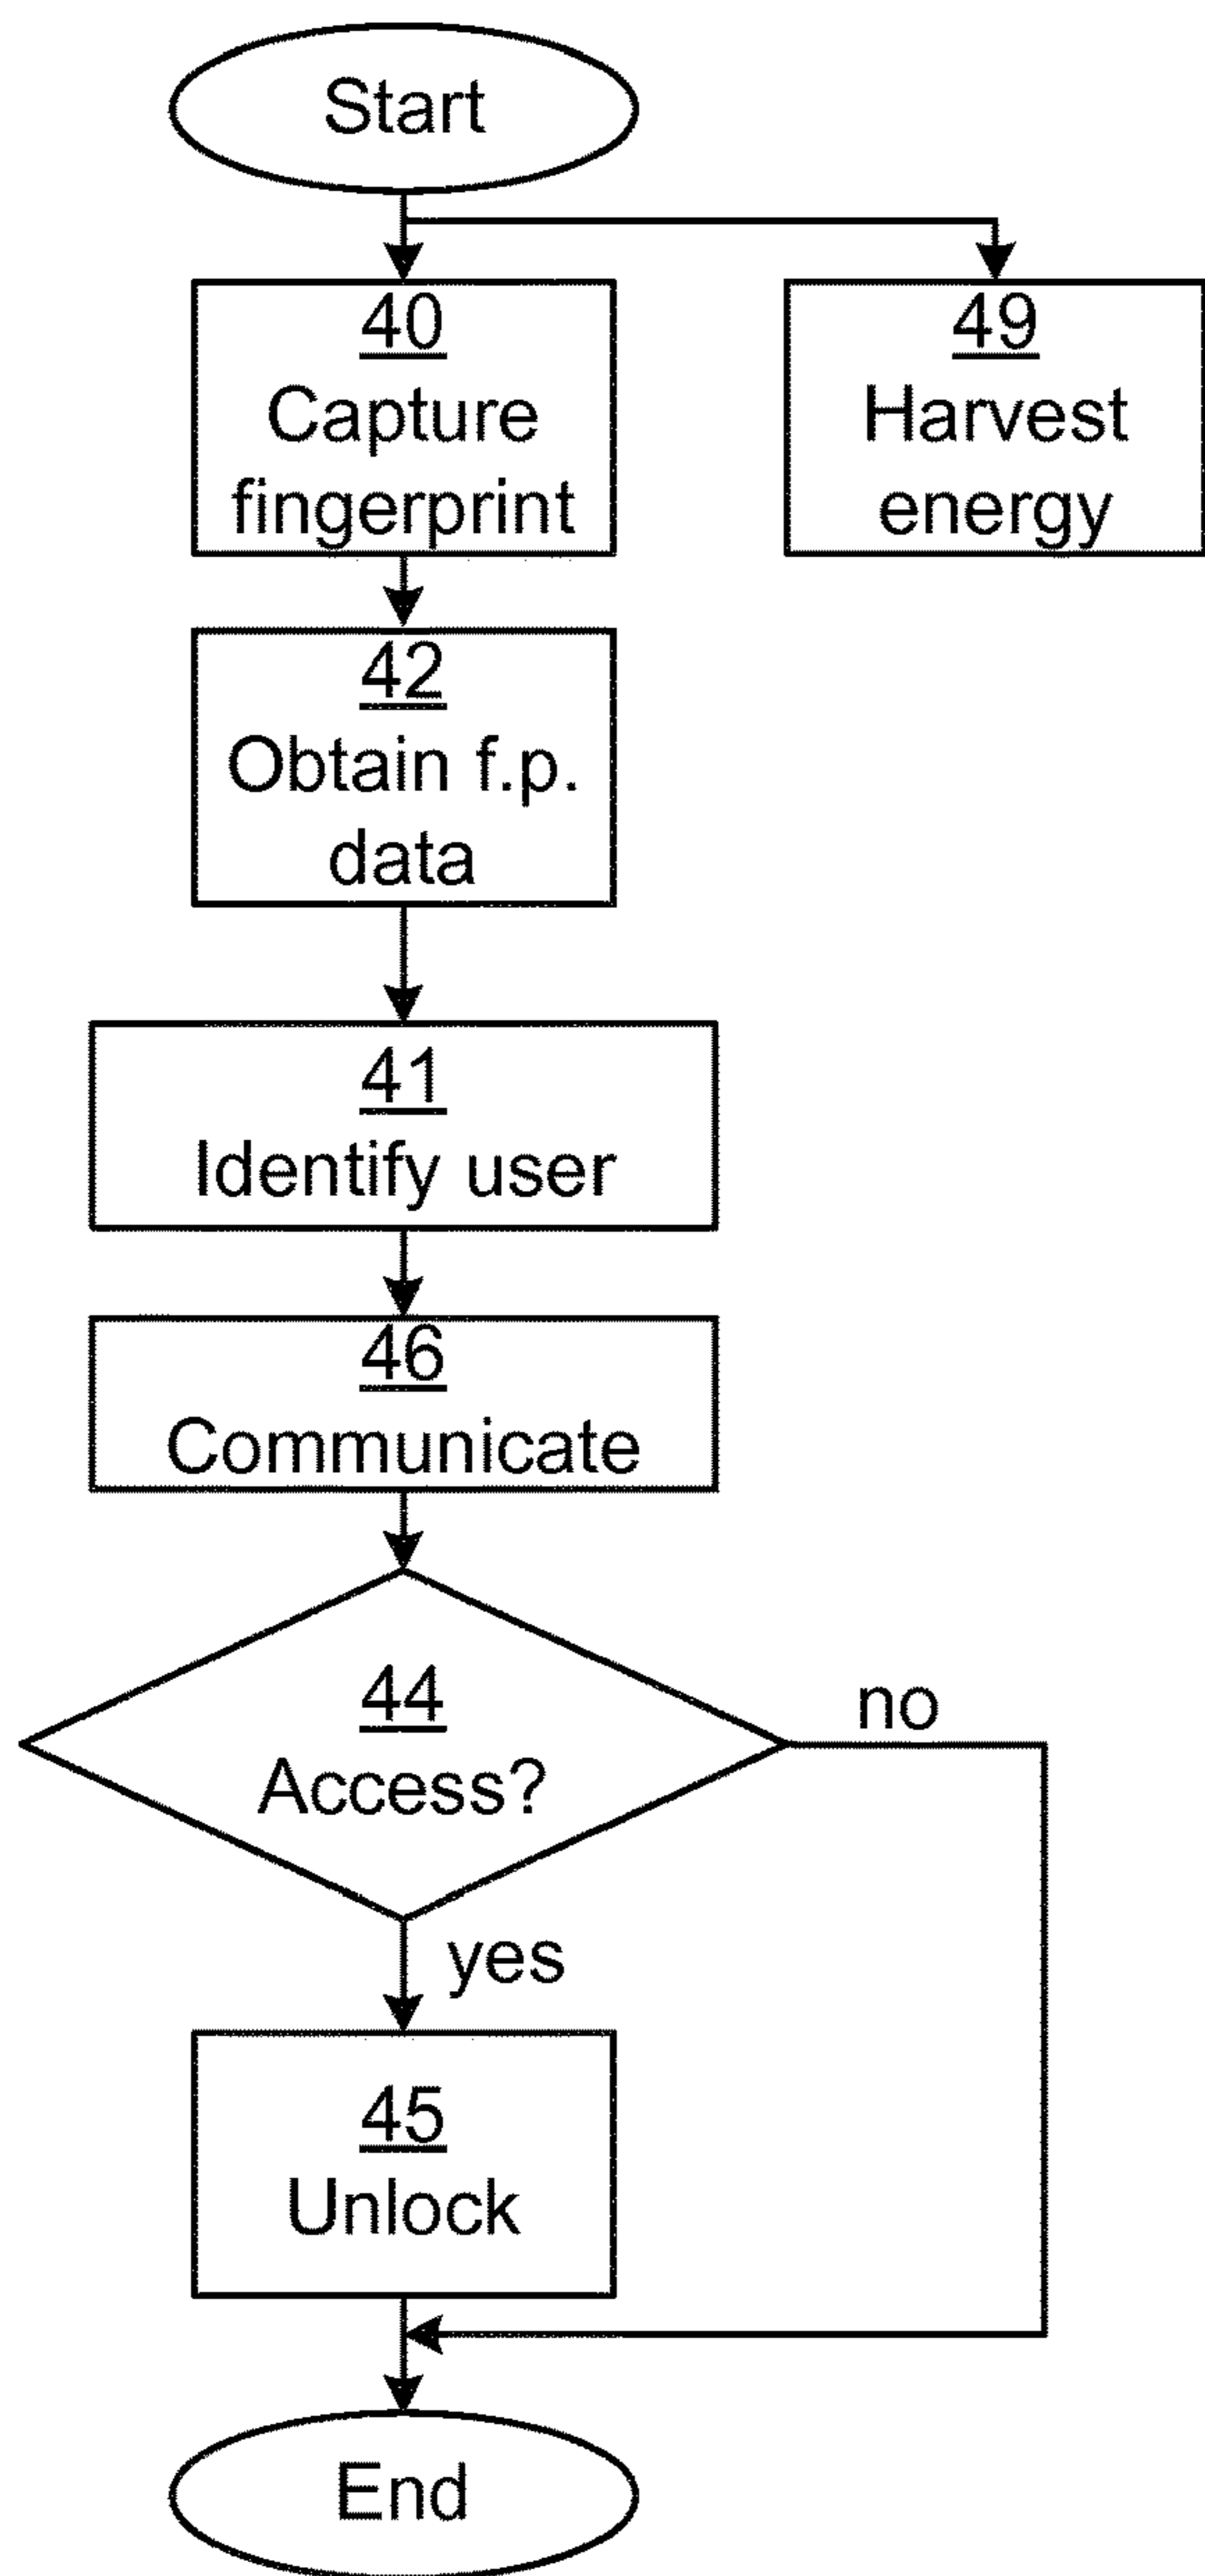 Start
40
Capture
fingerprint
49
Harvest
energy
42
Obtain f.p.
data
41
Identify user
46
Communicate
44
Access?
no
yes
45
Unlock
End